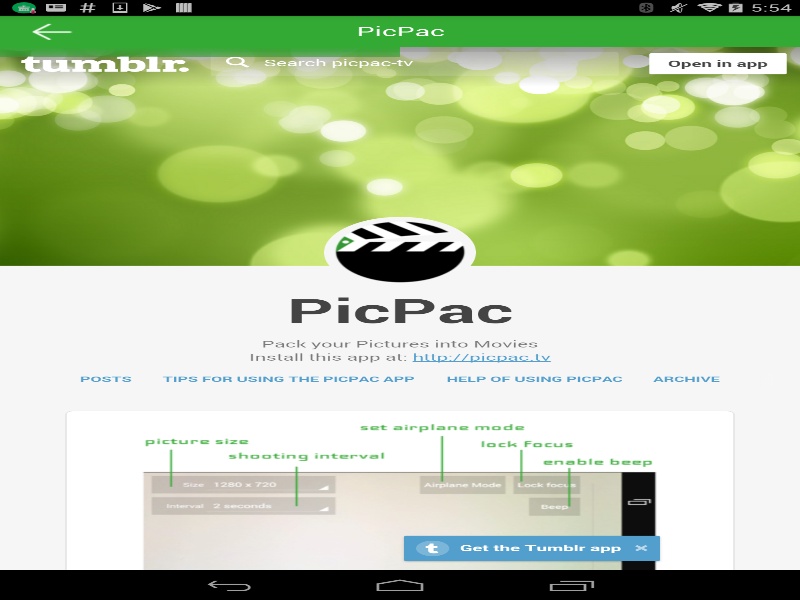 5:54
PicPac
tumblr.
Search picpac-tv
Open in app
PicPac
Pack your Pictures into Movies
Install this app at: http://picpac.tv
POSTS TIPS FOR USING THE PICPAC APP HELP OF USING PICPAC ARCHIVE
set airplane mode
picture size
lock focus
shooting interval
enable beep
Size 1280 x 720
Airplane Mode
Lock focus
Interval 2 seconds
Beep
Get the Tumblr app